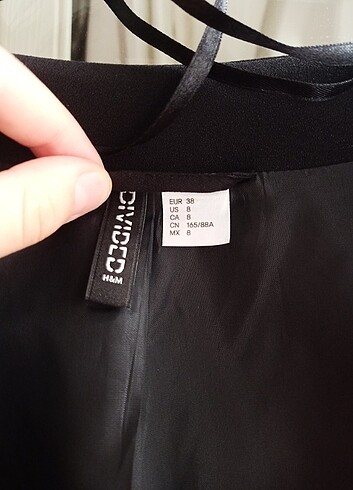 DIVIDED
H&M
EUR 38
US 8
CA 8
CN 165/88A
MX 8